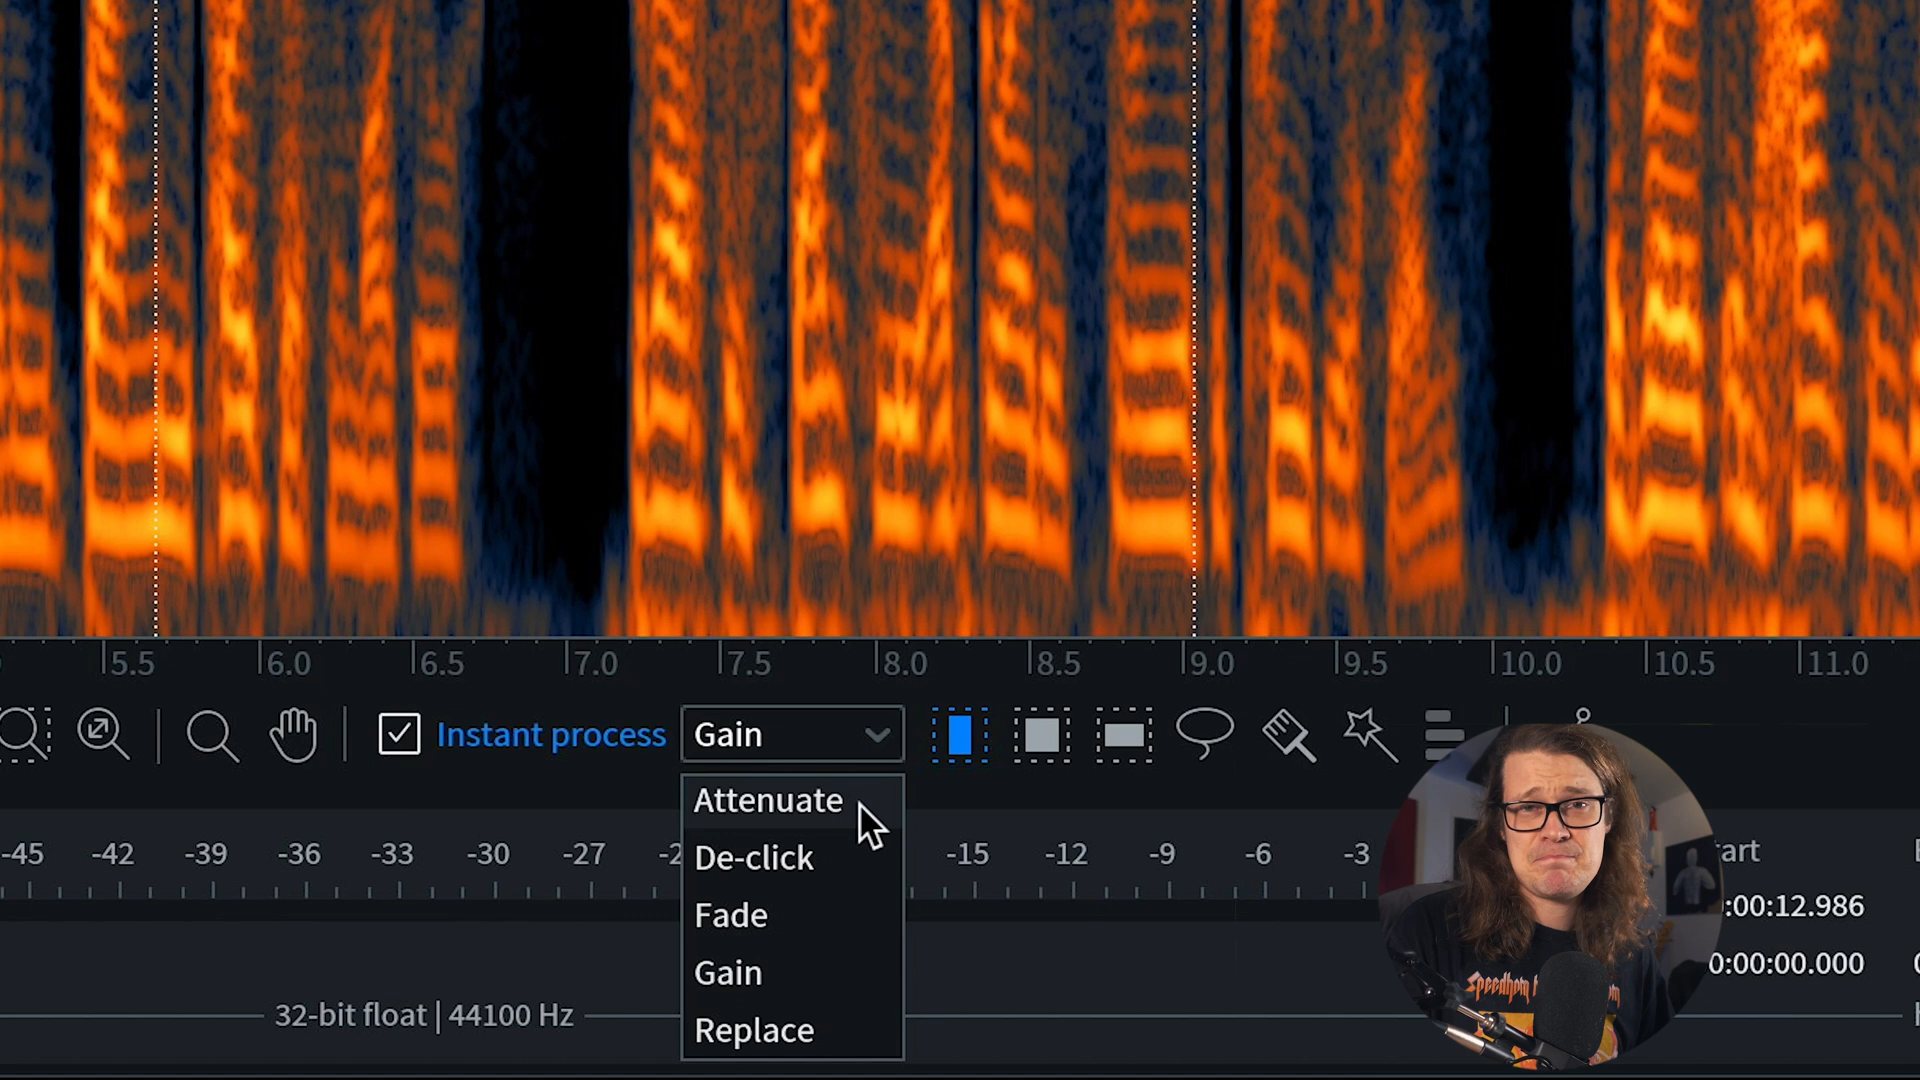 5.5 6.0 6.5 7.0 7.5 8.0 8.5 9.0 9.5 10.0 10.5 11.0
Instant process Gain
Attenuate
-45 -42 -39 -36 -33 -30 -27 -15 -12 -9 -6 -3
De-click
Fade
:00:12.986
Gain
0:00:00.000
32-bit float | 44100 Hz
Replace